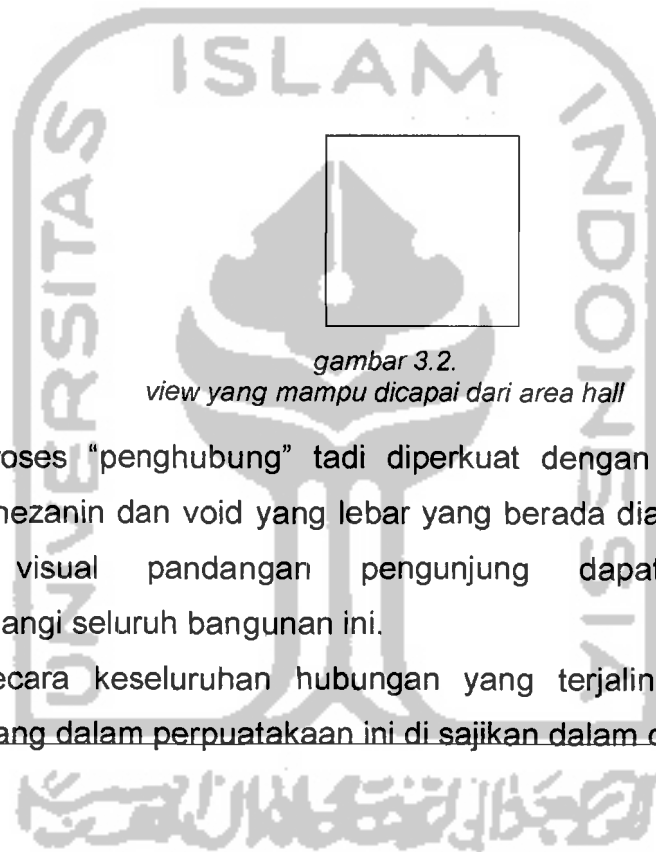 ISLAM
UNIVERSITAS
INDONESIA
gambar 3.2.
view yang mampu dicapai dari area hall
roses “penghubung” tadi diperkuat dengan
nezanin dan void yang lebar yang berada dia
visual pandangan pengunjung dapat
angi seluruh bangunan ini.
ecara keseluruhan hubungan yang terjalin
ang dalam perpuatakaan ini di sajikan dalam